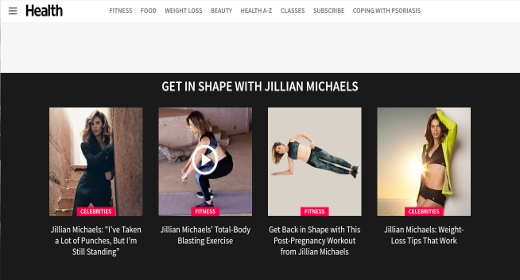 Health
FITNESS FOOD WEIGHT LOSS BEAUTY HEALTH A-Z CLASSES SUBSCRIBE COPING WITH PSORIASIS
GET IN SHAPE WITH JILLIAN MICHAELS
CELEBRITIES
Jillian Michaels: “I’ve Taken
a Lot of Punches, But I’m
Still Standing”
FITNESS
Jillian Michaels’ Total-Body
Blasting Exercise
FITNESS
Get Back in Shape with This
Post-Pregnancy Workout
from Jillian Michaels
CELEBRITIES
Jillian Michaels: Weight-
Loss Tips That Work